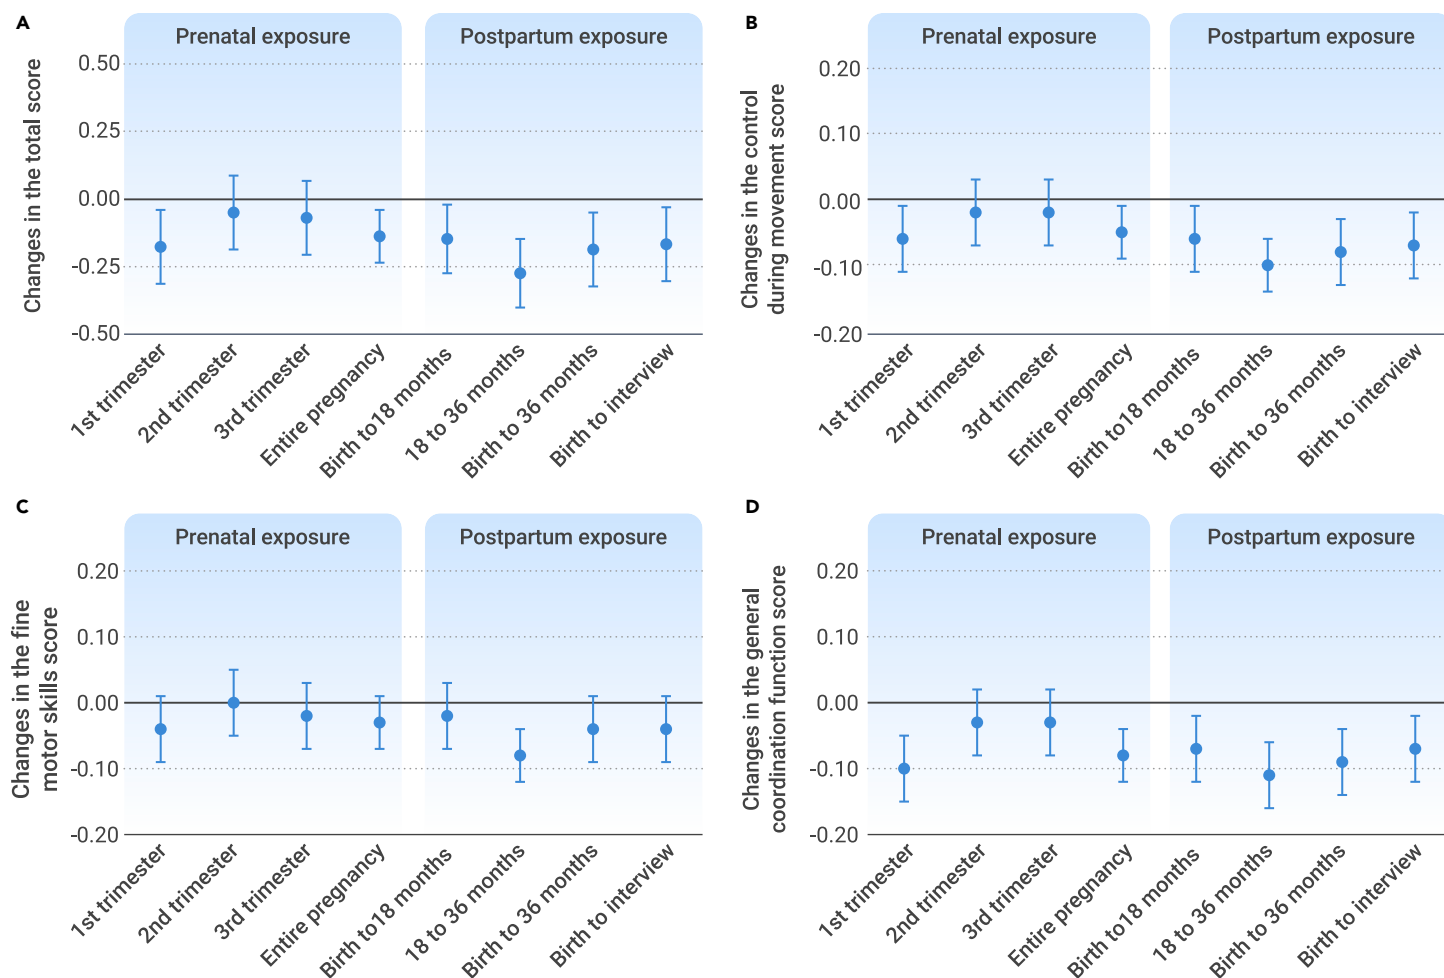 A
Prenatal exposure
Postpartum exposure
Changes in the total score
0.50
0.25
0.00
-0.25
-0.50
1st trimester
2nd trimester
3rd trimester
Entire pregnancy
Birth to18 months
18 to 36 months
Birth to 36 months
Birth to interview
B
Prenatal exposure
Postpartum exposure
Changes in the control
during movement score
0.20
0.10
0.00
-0.10
-0.20
1st trimester
2nd trimester
3rd trimester
Entire pregnancy
Birth to18 months
18 to 36 months
Birth to 36 months
Birth to interview
C
Prenatal exposure
Postpartum exposure
Changes in the fine
motor skills score
0.20
0.10
0.00
-0.10
-0.20
1st trimester
2nd trimester
3rd trimester
Entire pregnancy
Birth to18 months
18 to 36 months
Birth to 36 months
Birth to interview
D
Prenatal exposure
Postpartum exposure
Changes in the general
coordination function score
0.20
0.10
0.00
-0.10
-0.20
1st trimester
2nd trimester
3rd trimester
Entire pregnancy
Birth to18 months
18 to 36 months
Birth to 36 months
Birth to interview